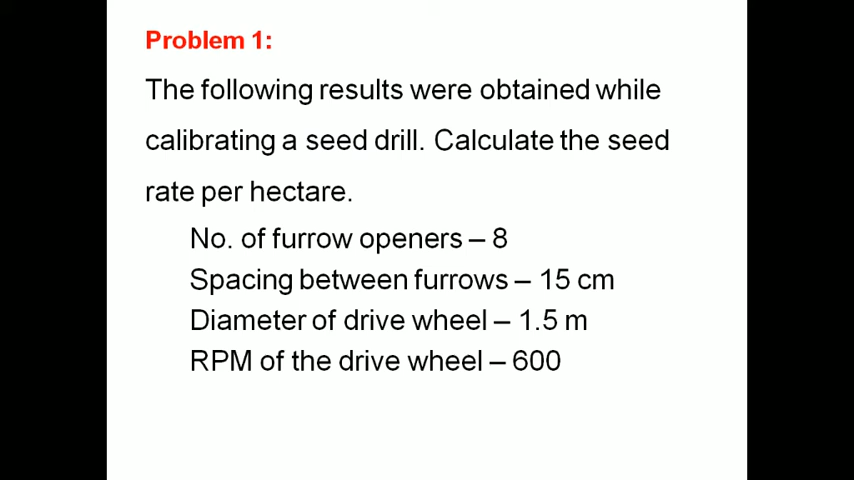 Problem 1:
The following results were obtained while
calibrating a seed drill. Calculate the seed
rate per hectare.
No. of furrow openers – 8
Spacing between furrows – 15 cm
Diameter of drive wheel – 1.5 m
RPM of the drive wheel – 600